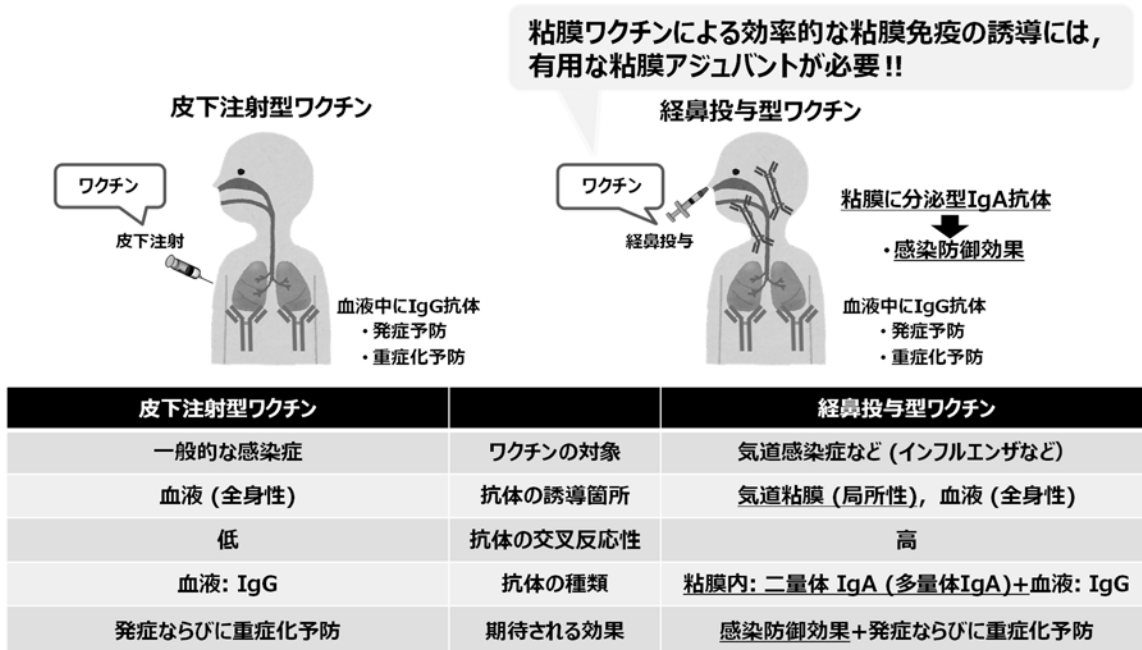 粘膜ワクチンによる効率的な粘膜免疫の誘導には,
有用な粘膜アジュバントが必要!!
皮下注射型ワクチン
ワクチン
皮下注射
血液中にIgG抗体
・発症予防
・重症化予防
経鼻投与型ワクチン
ワクチン
経鼻投与
粘膜に分泌型IgA抗体
・感染防御効果
血液中にIgG抗体
・発症予防
・重症化予防
皮下注射型ワクチン 経鼻投与型ワクチン
一般的な感染症 ワクチンの対象 気道感染症など (インフルエンザなど)
血液 (全身性) 抗体の誘導箇所 気道粘膜 (局所性), 血液 (全身性)
低 抗体の交叉反応性 高
血液: IgG 抗体の種類 粘膜内: 二量体 IgA (多量体IgA)+血液: IgG
発症ならびに重症化予防 期待される効果 感染防御効果+発症ならびに重症化予防